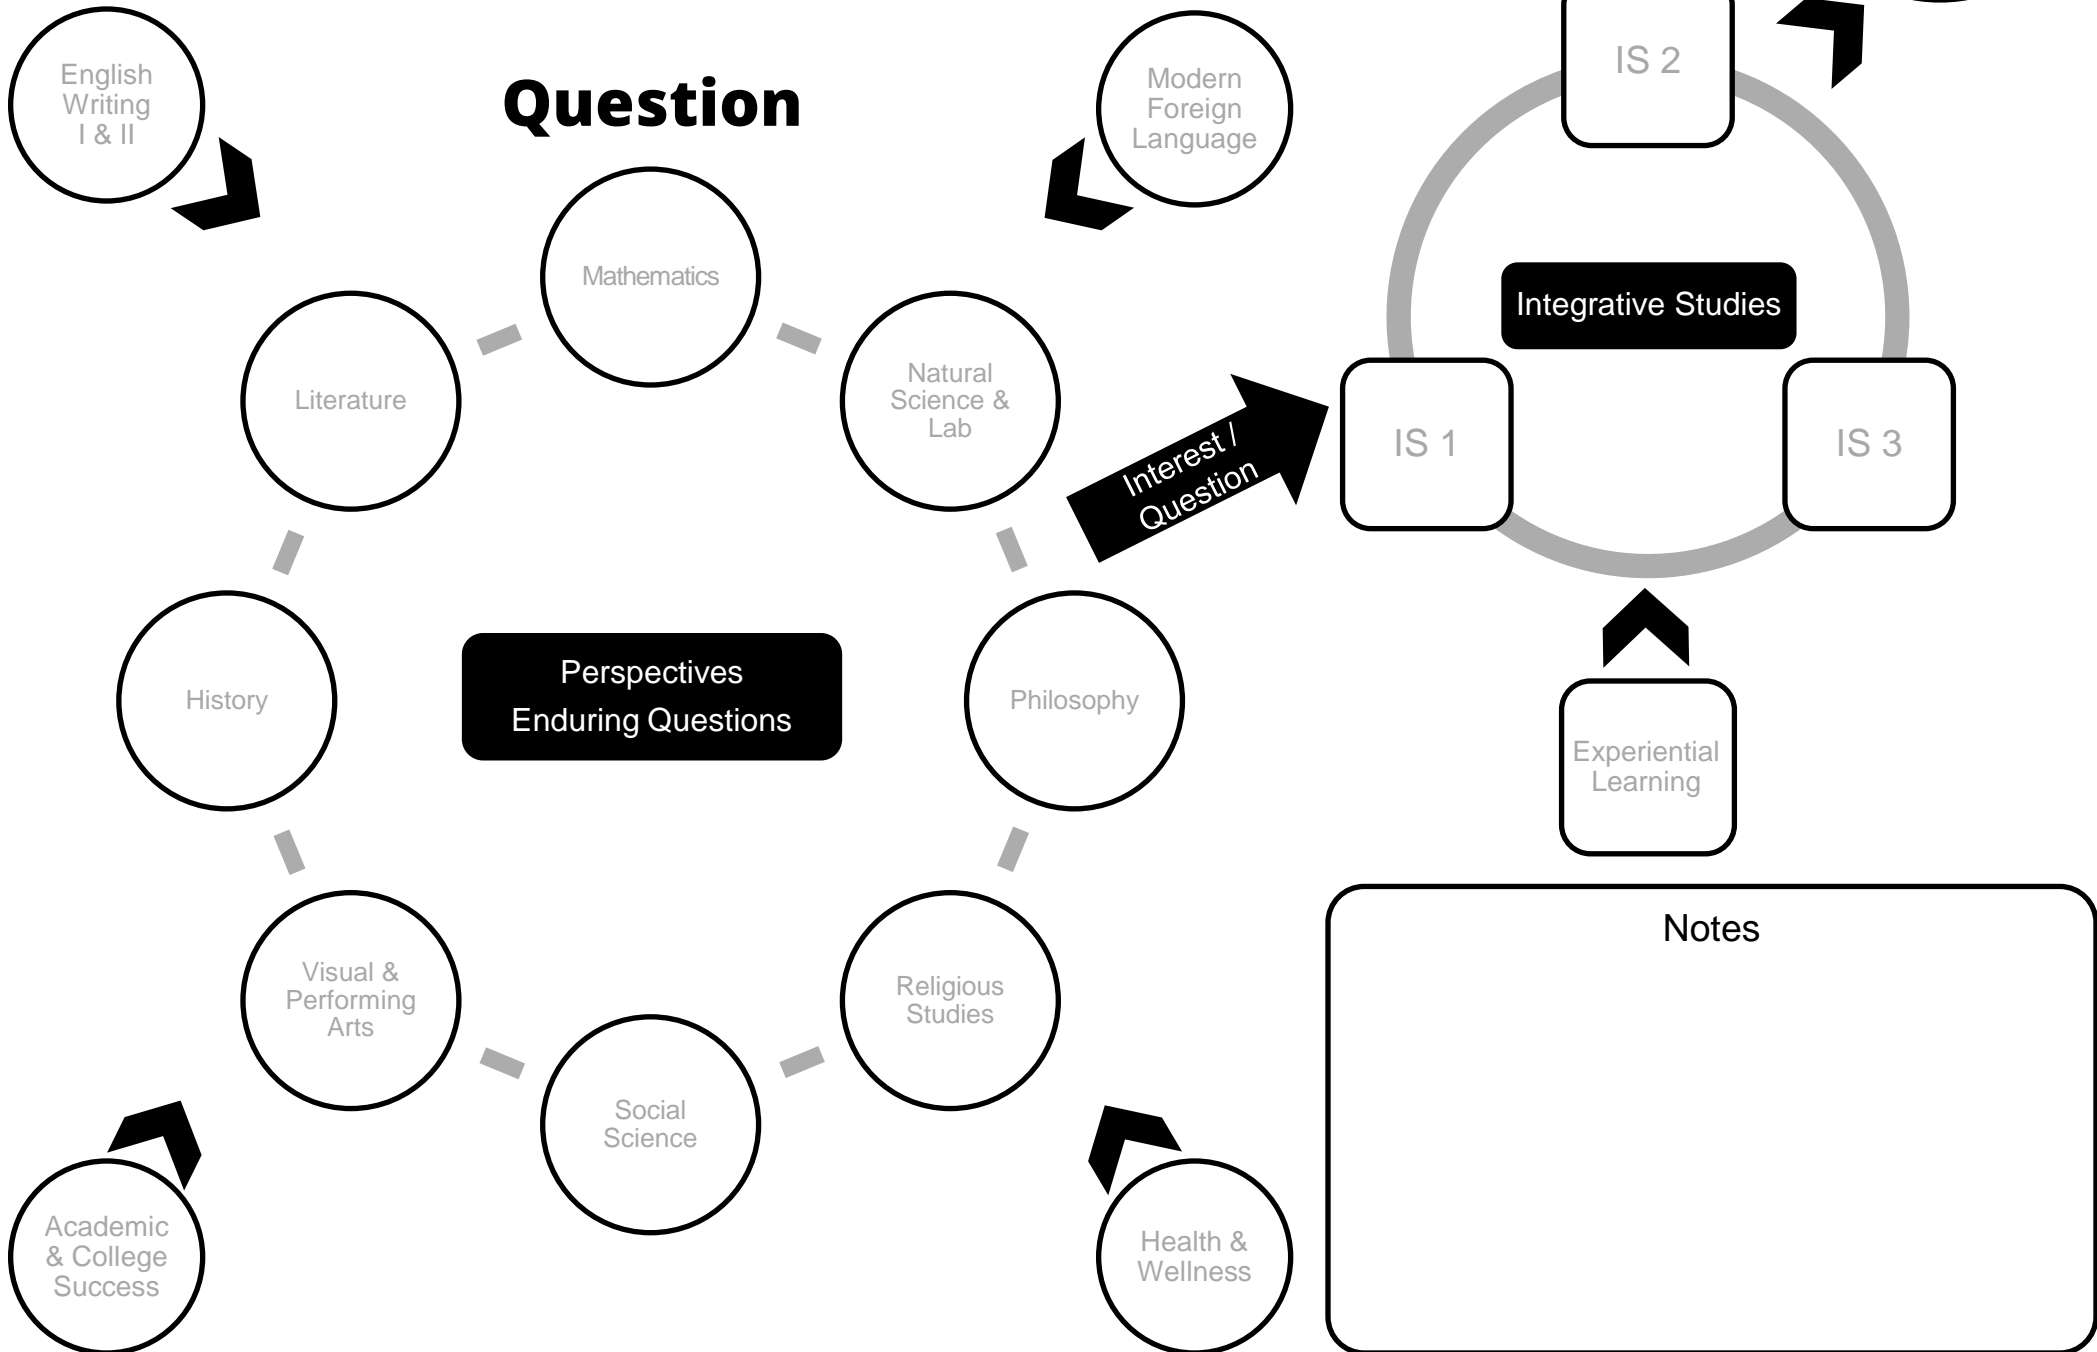 English
Writing
I & II
Question
Modern
Foreign
Language
IS 2
Mathematics
Integrative Studies
Literature
Natural
Science &
Lab
Interest /
Question
IS 1
IS 3
History
Perspectives
Enduring Questions
Philosophy
Experiential
Learning
Notes
Visual &
Performing
Arts
Religious
Studies
Social
Science
Academic
& College
Success
Health &
Wellness